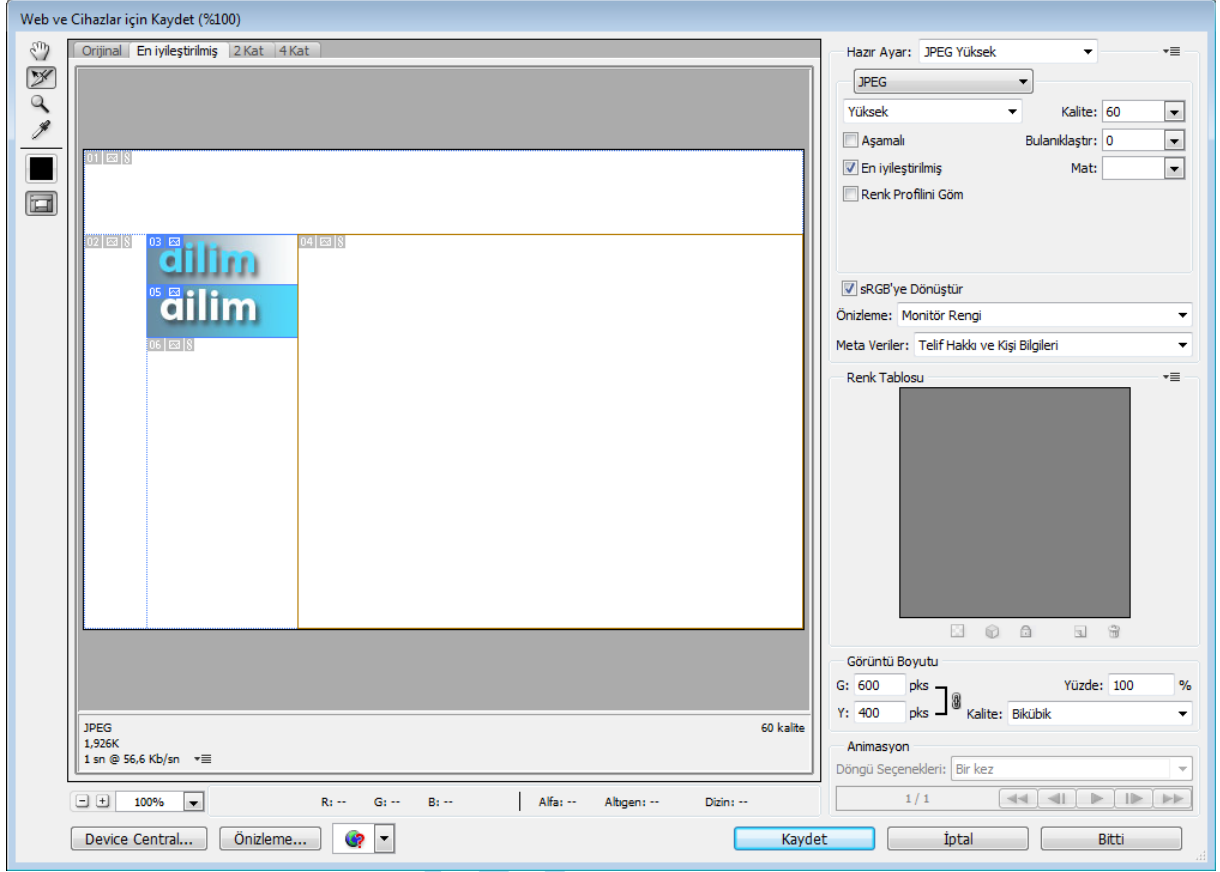 Web ve Cihazlar için Kaydet (%100)
Orijinal En iyileştirilmiş 2 Kat 4 Kat
Hazır Ayar: JPEG Yüksek
JPEG
Yüksek Kalite: 60
Aşamalı Bulanıklaştır: 0
En iyileştirilmiş Mat:
Renk Profilini Göm
01
02 03 04
dilim
05
dilim
06
sRGB'ye Dönüştür
Önizleme: Monitör Rengi
Meta Veriler: Telif Hakkı ve Kişi Bilgileri
Renk Tablosu
Görüntü Boyutu
G: 600 pks Yüzde: 100 %
Y: 400 pks Kalite: Bikübik
JPEG 60 kalite
1,926K
1 sn @ 56,6 Kb/sn
Animasyon
Döngü Seçenekleri: Bir kez
1 / 1
100% R: -- G: -- B: -- Alfa: -- Altıgen: -- Dizin: --
Device Central... Önizleme... Kaydet İptal Bitti